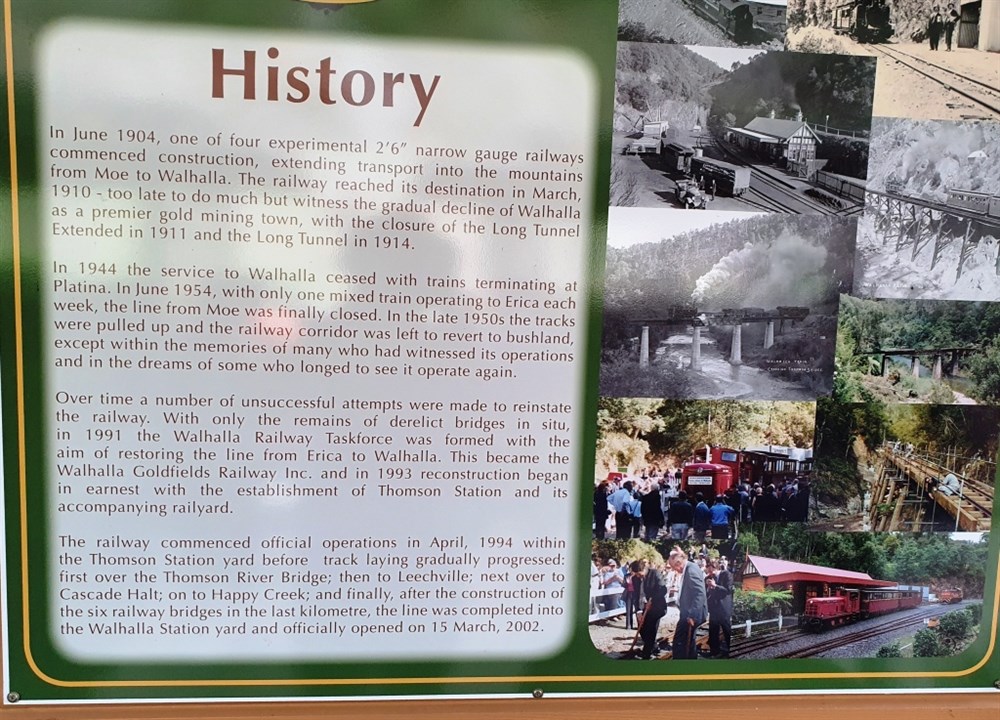 History
In June 1904, one of four experimental 2'6" narrow gauge railways
commenced construction, extending transport into the mountains
from Moe to Walhalla. The railway reached its destination in March,
1910 - too late to do much but witness the gradual decline of Walhalla
as a premier gold mining town, with the closure of the Long Tunnel
Extended in 1911 and the Long Tunnel in 1914.
In 1944 the service to Walhalla ceased with trains terminating at
Platina. In June 1954, with only one mixed train operating to Erica each
week, the line from Moe was finally closed. In the late 1950s the tracks
were pulled up and the railway corridor was left to revert to bushland,
except within the memories of many who had witnessed its operations
and in the dreams of some who longed to see it operate again.
Over time a number of unsuccessful attempts were made to reinstate
the railway. With only the remains of derelict bridges in situ,
in 1991 the Walhalla Railway Taskforce was formed with the
aim of restoring the line from Erica to Walhalla. This became the
Walhalla Goldfields Railway Inc. and in 1993 reconstruction began
in earnest with the establishment of Thomson Station and its
accompanying railyard.
The railway commenced official operations in April, 1994 within
the Thomson Station yard before track laying gradually progressed:
first over the Thomson River Bridge; then to Leechville; next over to
Cascade Halt; on to Happy Creek; and finally, after the construction of
the six railway bridges in the last kilometre, the line was completed into
the Walhalla Station yard and officially opened on 15 March, 2002.
WALHALLA TRAIN